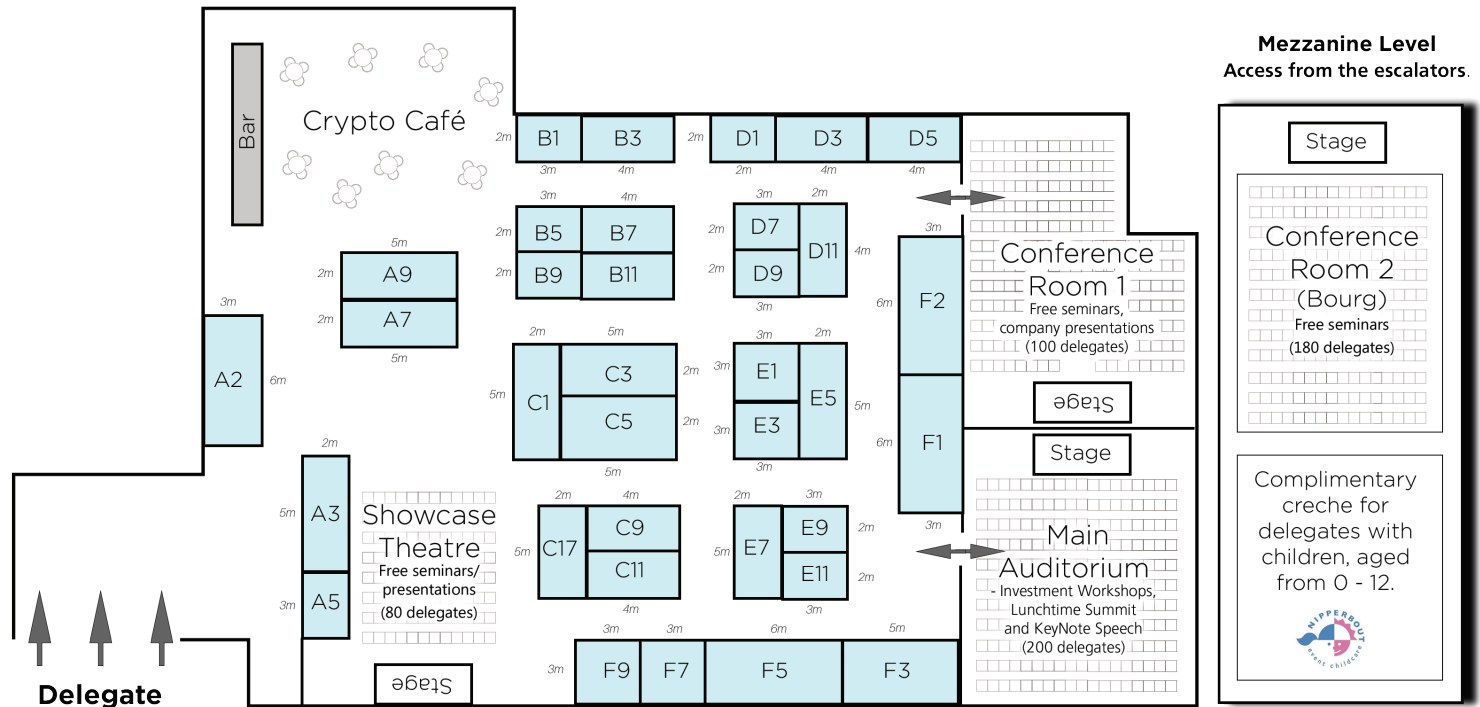 Mezzanine Level
Access from the escalators.
Bar
Crypto Café
2m
B1
B3
2m
D1
D3
D5
3m
4m
2m
4m
4m
Stage
3m
4m
3m
2m
2m
B5
B7
2m
D7
D11
4m
2m
B9
B11
2m
D9
3m
3m
F2
6m
Conference
Room 1
Free seminars,
company presentations
(100 delegates)
Stage
Conference
Room 2
(Bourg)
Free seminars
(180 delegates)
5m
2m
A9
2m
A7
5m
3m
A2
6m
2m
5m
5m
C1
C3
2m
C5
2m
5m
3m
2m
3m
E1
E5
5m
3m
E3
3m
6m
F1
3m
Stage
2m
5m
A3
3m
A5
Showcase
Theatre
Free seminars/
presentations
(80 delegates)
Stage
2m
4m
5m
C17
C9
C11
4m
2m
3m
5m
E7
E9
2m
E11
2m
3m
Main
Auditorium
- Investment Workshops,
Lunchtime Summit
and KeyNote Speech
(200 delegates)
Complimentary
creche for
delegates with
children, aged
from 0 - 12.
NIPPERBOUT
event childcare
3m
3m
6m
5m
3m
F9
F7
F5
F3
Delegate